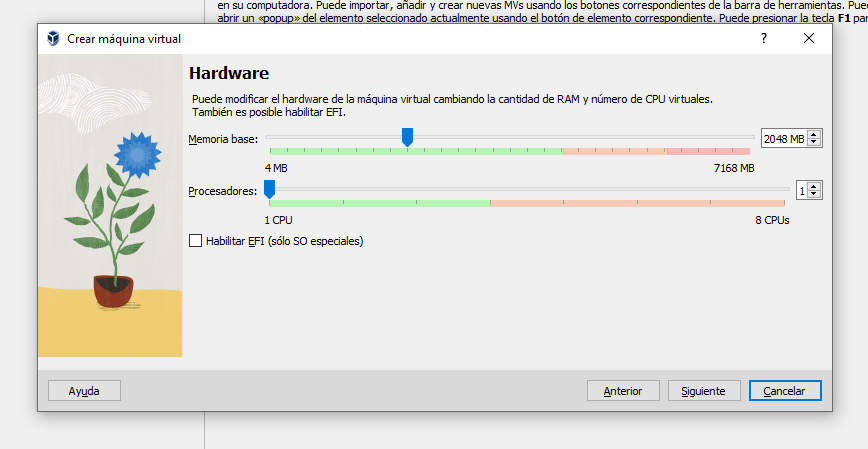 en su computadora. Puede importar, añadir y crear nuevas MVs usando los botones correspondientes de la barra de herramientas. Pue
abrir un «popup» del elemento seleccionado actualmente usando el botón de elemento correspondiente. Puede presionar la tecla F1 par
Crear máquina virtual
?
Hardware
Puede modificar el hardware de la máquina virtual cambiando la cantidad de RAM y número de CPU virtuales.
También es posible habilitar EFI.
Memoria base:
2048 MB
4 MB
7168 MB
Procesadores:
1
1 CPU
8 CPUs
Habilitar EFI (sólo SO especiales)
Ayuda
Anterior
Siguiente
Cancelar